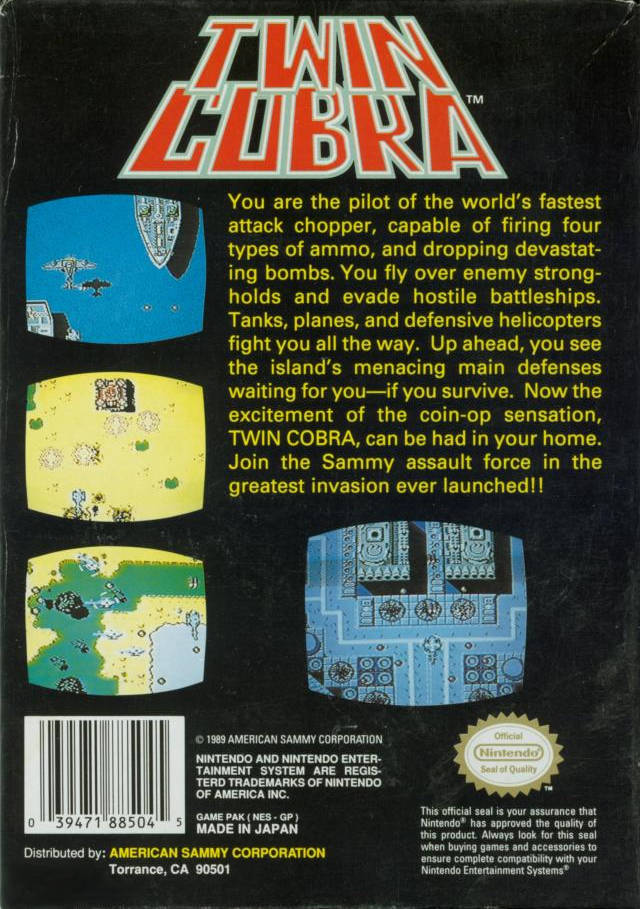 TWIN
COBRA™
You are the pilot of the world's fastest
attack chopper, capable of firing four
types of ammo, and dropping devastat-
ing bombs. You fly over enemy strong-
holds and evade hostile battleships.
Tanks, planes, and defensive helicopters
fight you all the way. Up ahead, you see
the island's menacing main defenses
waiting for you—if you survive. Now the
excitement of the coin-op sensation,
TWIN COBRA, can be had in your home.
Join the Sammy assault force in the
greatest invasion ever launched!!
0 39471 88504 5
© 1989 AMERICAN SAMMY CORPORATION
NINTENDO AND NINTENDO ENTER-
TAINMENT SYSTEM ARE REGIS-
TERD TRADEMARKS OF NINTENDO
OF AMERICA INC.
GAME PAK ( NES - GP )
MADE IN JAPAN
Distributed by: AMERICAN SAMMY CORPORATION
Torrance, CA 90501
Official
Nintendo®
Seal of Quality
TM
This official seal is your assurance that
Nintendo® has approved the quality of
this product. Always look for this seal
when buying games and accessories to
ensure complete compatibility with your
Nintendo Entertainment Systems®